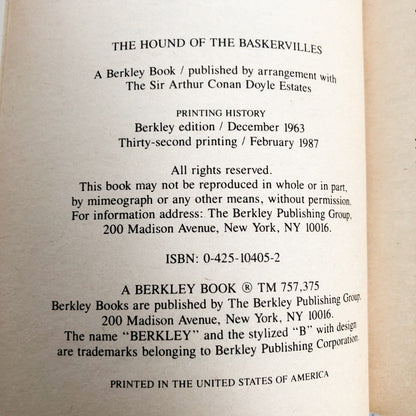 THE HOUND OF THE BASKERVILLES
A Berkley Book / published by arrangement with
The Sir Arthur Conan Doyle Estates
PRINTING HISTORY
Berkley edition / December 1963
Thirty-second printing / February 1987
All rights reserved.
This book may not be reproduced in whole or in part,
by mimeograph or any other means, without permission.
For information address: The Berkley Publishing Group,
200 Madison Avenue, New York, NY 10016.
ISBN: 0-425-10405-2
A BERKLEY BOOK ® TM 757,375
Berkley Books are published by The Berkley Publishing Group,
200 Madison Avenue, New York, NY 10016.
The name "BERKLEY" and the stylized "B" with design
are trademarks belonging to Berkley Publishing Corporation.
PRINTED IN THE UNITED STATES OF AMERICA